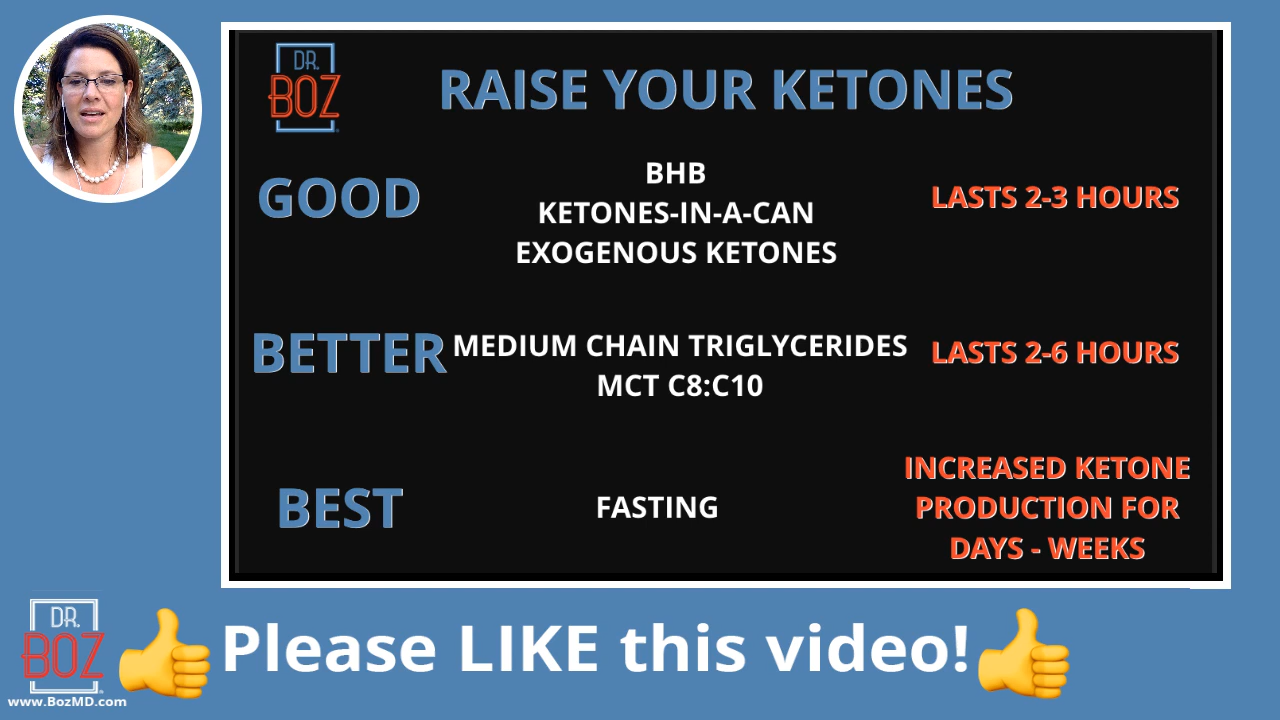 DR.
BOZ
RAISE YOUR KETONES
GOOD
BHB
KETONES-IN-A-CAN
EXOGENOUS KETONES
LASTS 2-3 HOURS
BETTER
MEDIUM CHAIN TRIGLYCERIDES
MCT C8:C10
LASTS 2-6 HOURS
BEST
FASTING
INCREASED KETONE
PRODUCTION FOR
DAYS - WEEKS
DR.
BOZ
www.BozMD.com
Please LIKE this video!